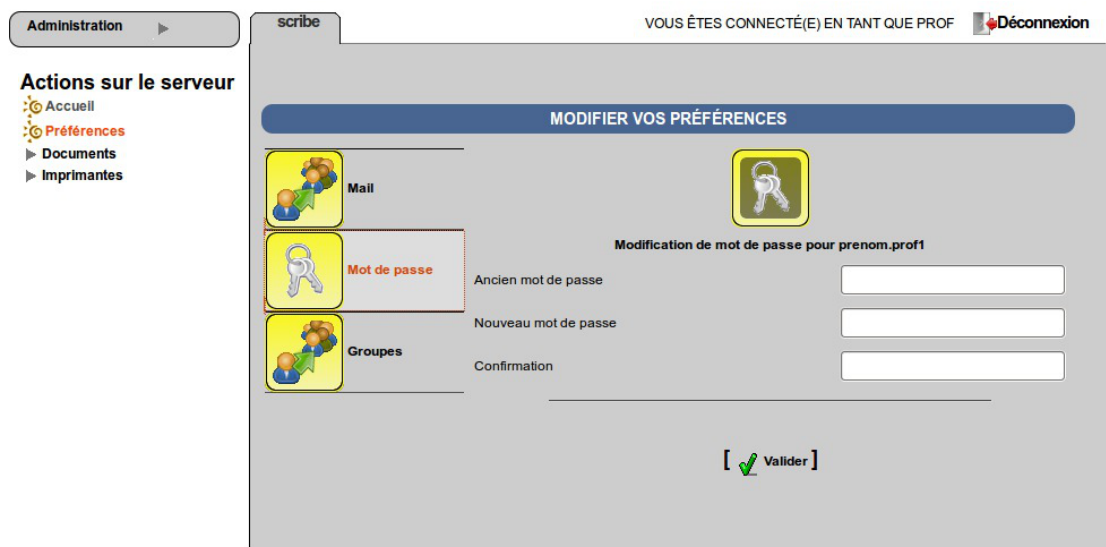 Administration
scribe
VOUS ÊTES CONNECTÉ(E) EN TANT QUE PROF
Déconnexion
Actions sur le serveur
Accueil
Préférences
Documents
Imprimantes
MODIFIER VOS PRÉFÉRENCES
Mail
Mot de passe
Groupes
Modification de mot de passe pour prenom.prof1
Ancien mot de passe
Nouveau mot de passe
Confirmation
[ Valider ]